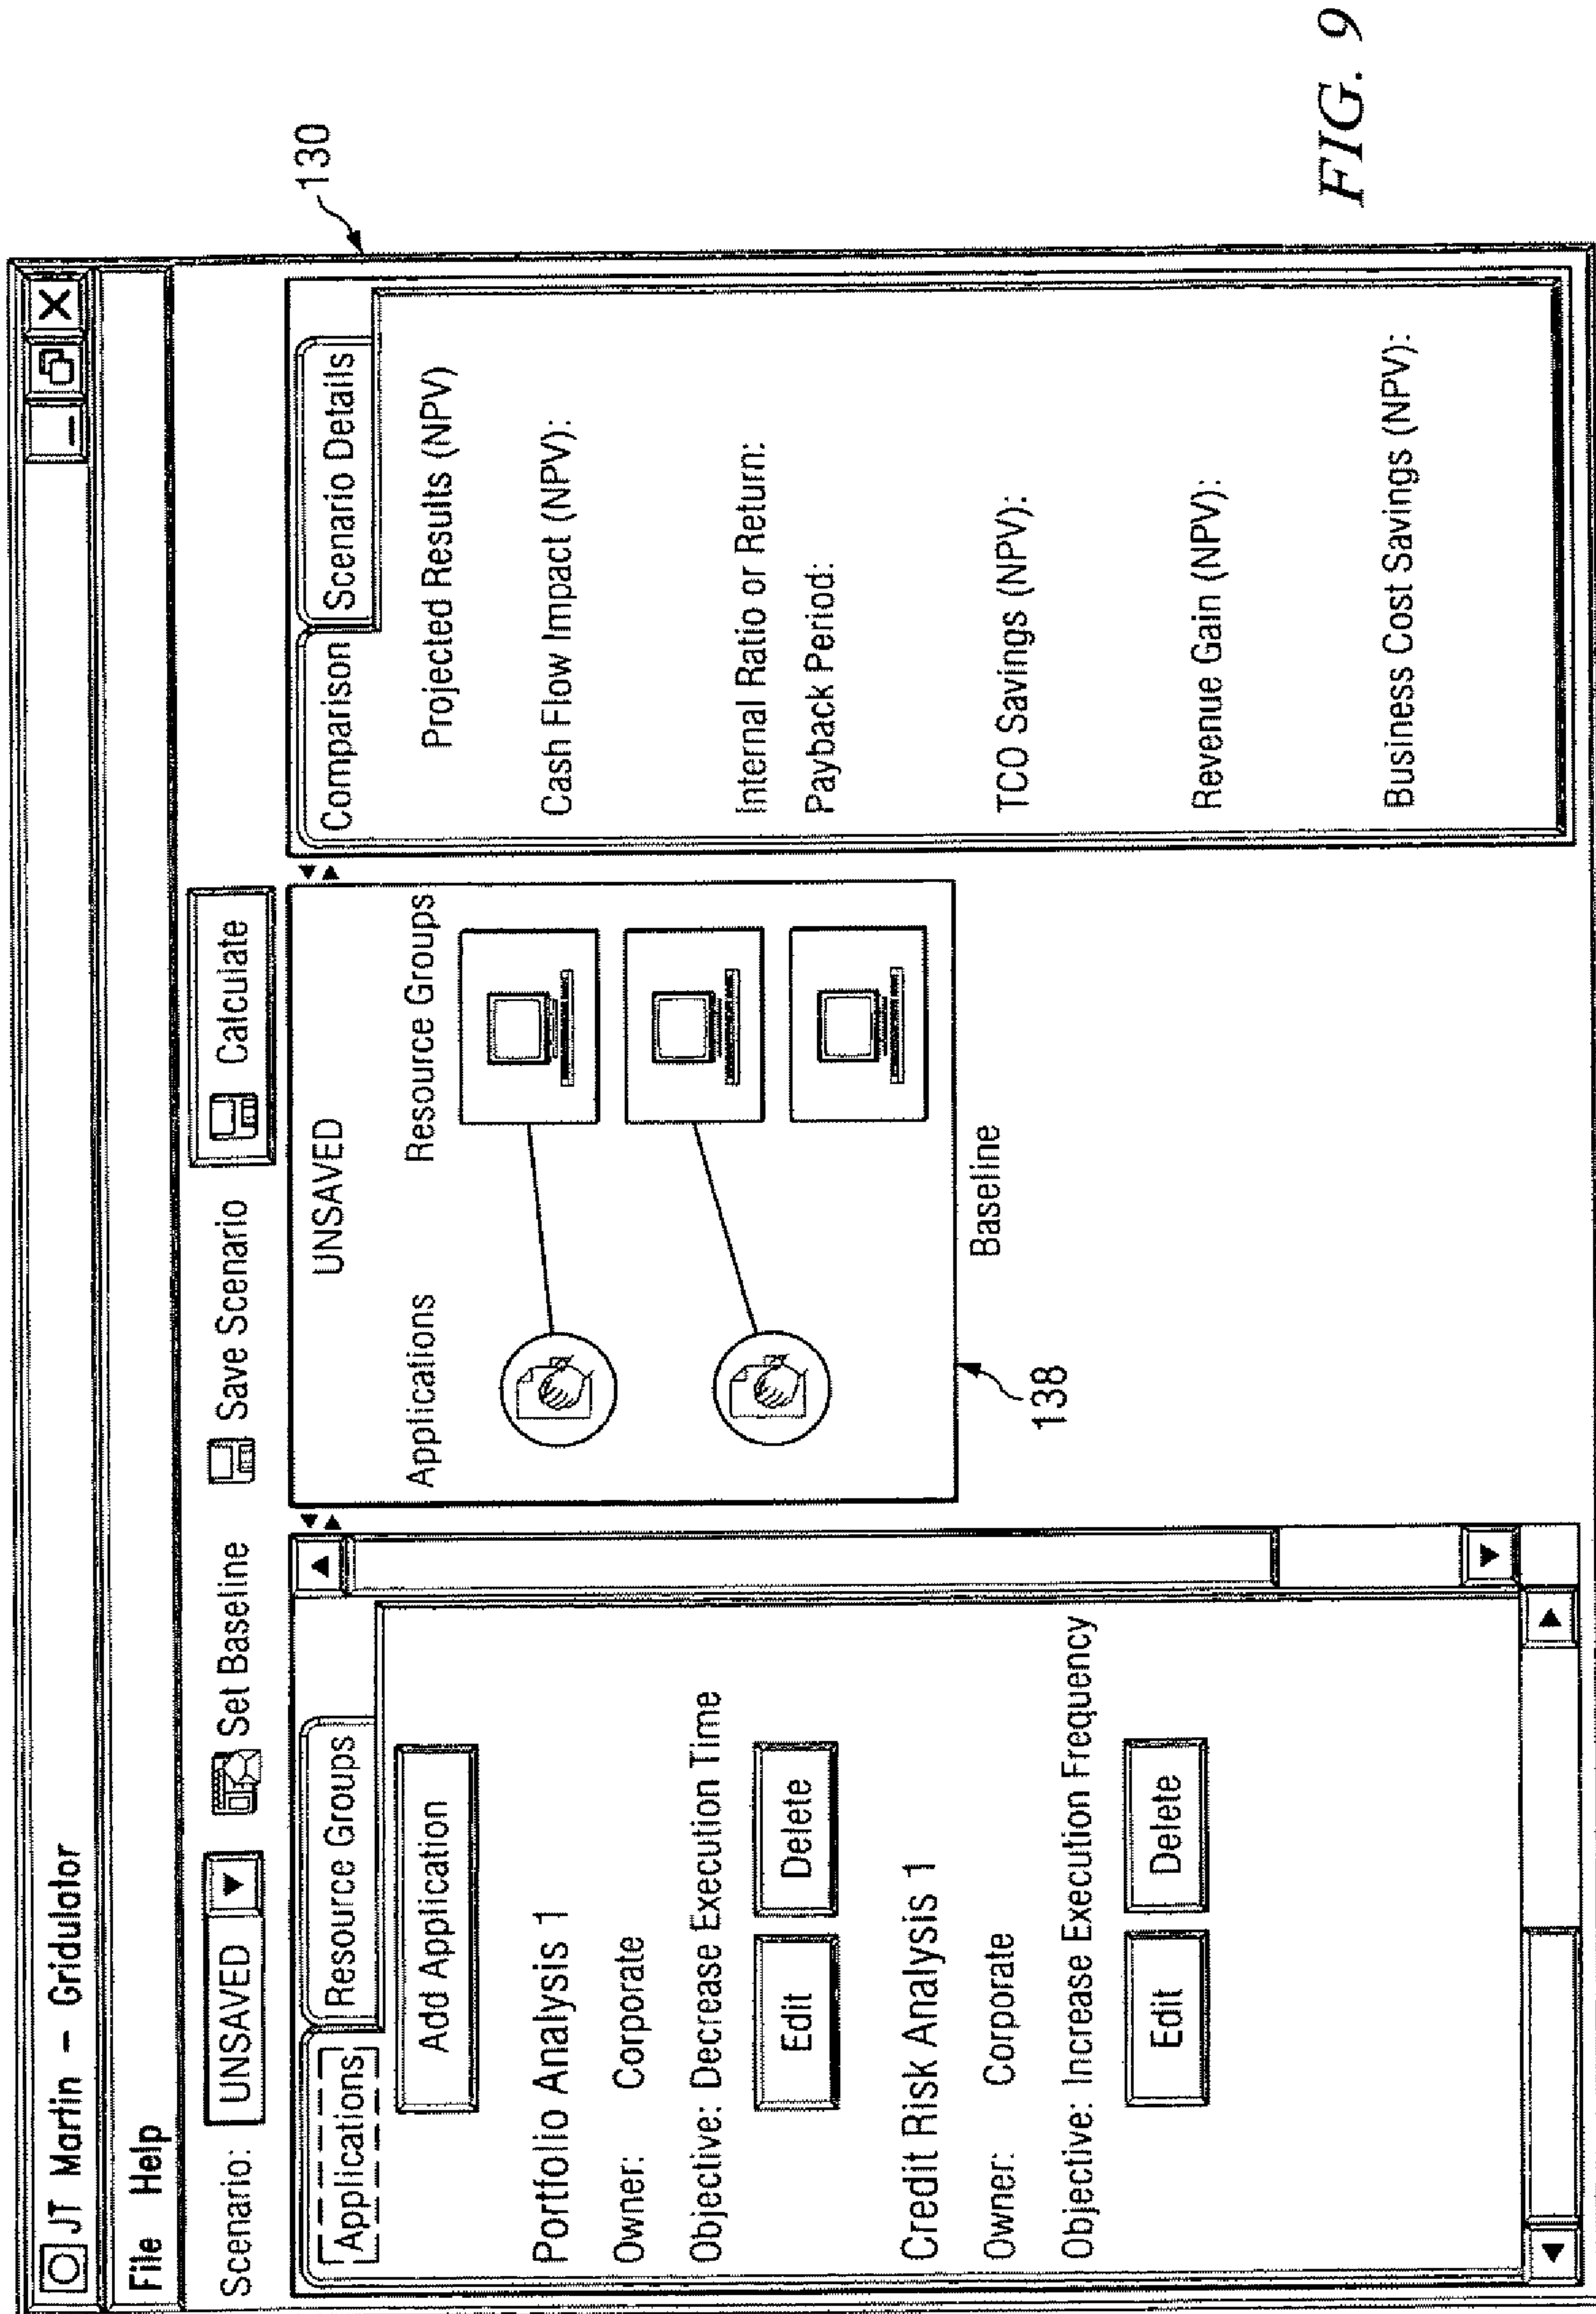 JT Martin – Gridulator
File Help
Scenario: UNSAVED Set Baseline Save Scenario Calculate
Applications Resource Groups
Add Application
Portfolio Analysis 1
Owner: Corporate
Objective: Decrease Execution Time
Edit Delete
Credit Risk Analysis 1
Owner: Corporate
Objective: Increase Execution Frequency
Edit Delete
UNSAVED
Applications Resource Groups
Baseline
138
Comparison Scenario Details
Projected Results (NPV)
Cash Flow Impact (NPV):
Internal Ratio or Return:
Payback Period:
TCO Savings (NPV):
Revenue Gain (NPV):
Business Cost Savings (NPV):
130
FIG. 9